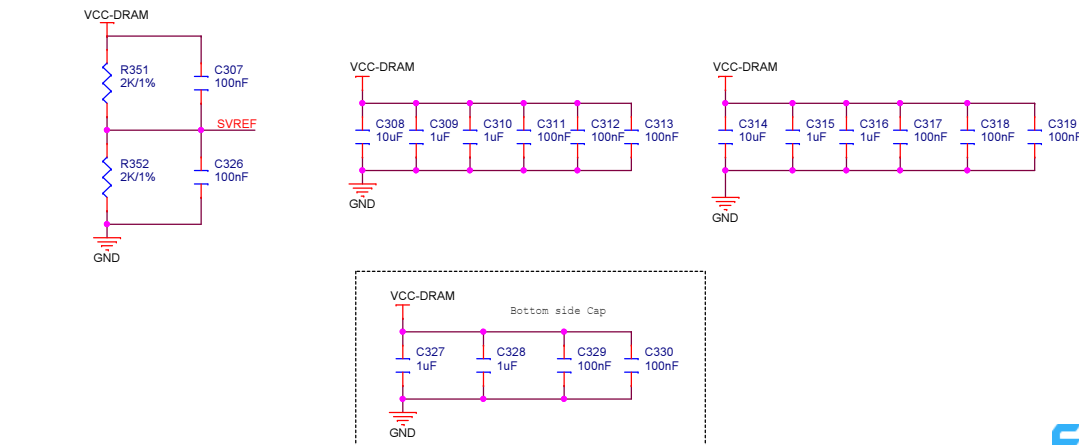 VCC-DRAM
R351
2K/1%
C307
100nF
SVREF
R352
2K/1%
C326
100nF
GND
VCC-DRAM
C308
10uF
C309
1uF
C310
1uF
C311
100nF
C312
100nF
C313
100nF
GND
VCC-DRAM
C314
10uF
C315
1uF
C316
1uF
C317
100nF
C318
100nF
C319
100nF
GND
VCC-DRAM
Bottom side Cap
C327
1uF
C328
1uF
C329
100nF
C330
100nF
GND